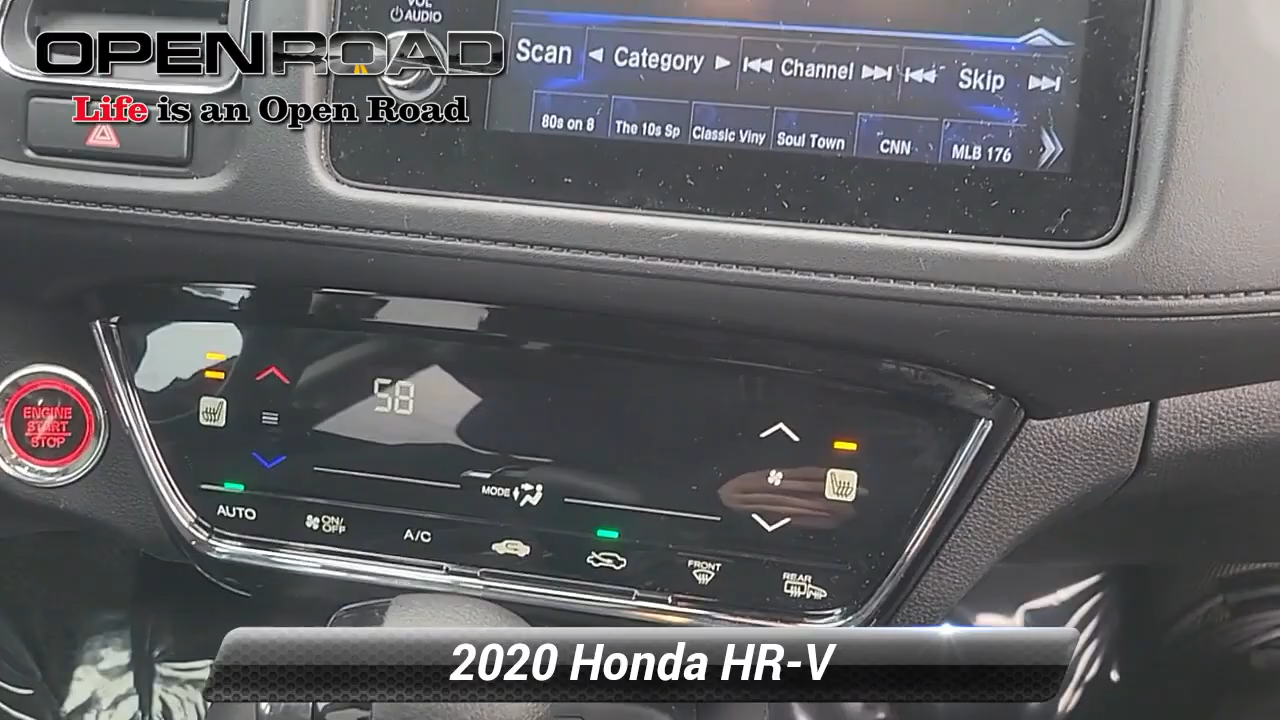 VOL
AUDIO
OPENROAD
Life is an Open Road
Scan Category Channel Skip
80s on 8 The 10s Sp Classic Viny Soul Town CNN MLB 176
ENGINE
START
STOP
58
MODE
AUTO ON/OFF A/C
FRONT
REAR
2020 Honda HR-V